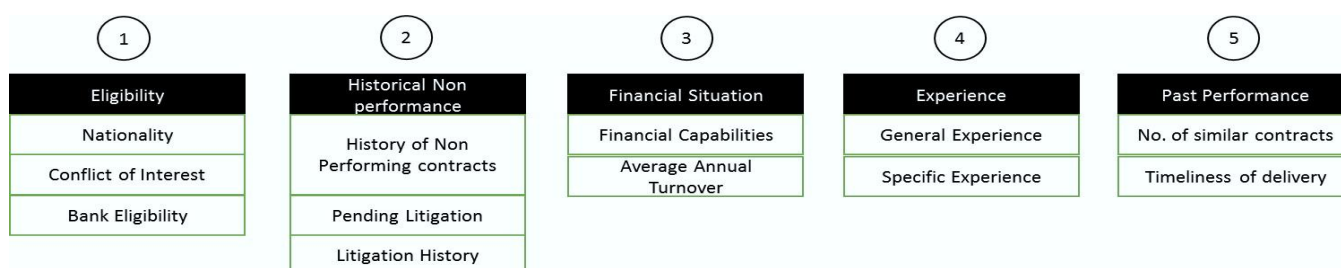 1
2
3
4
5
Eligibility
Nationality
Conflict of Interest
Bank Eligibility
Historical Non
performance
History of Non
Performing contracts
Pending Litigation
Litigation History
Financial Situation
Financial Capabilities
Average Annual
Turnover
Experience
General Experience
Specific Experience
Past Performance
No. of similar contracts
Timeliness of delivery